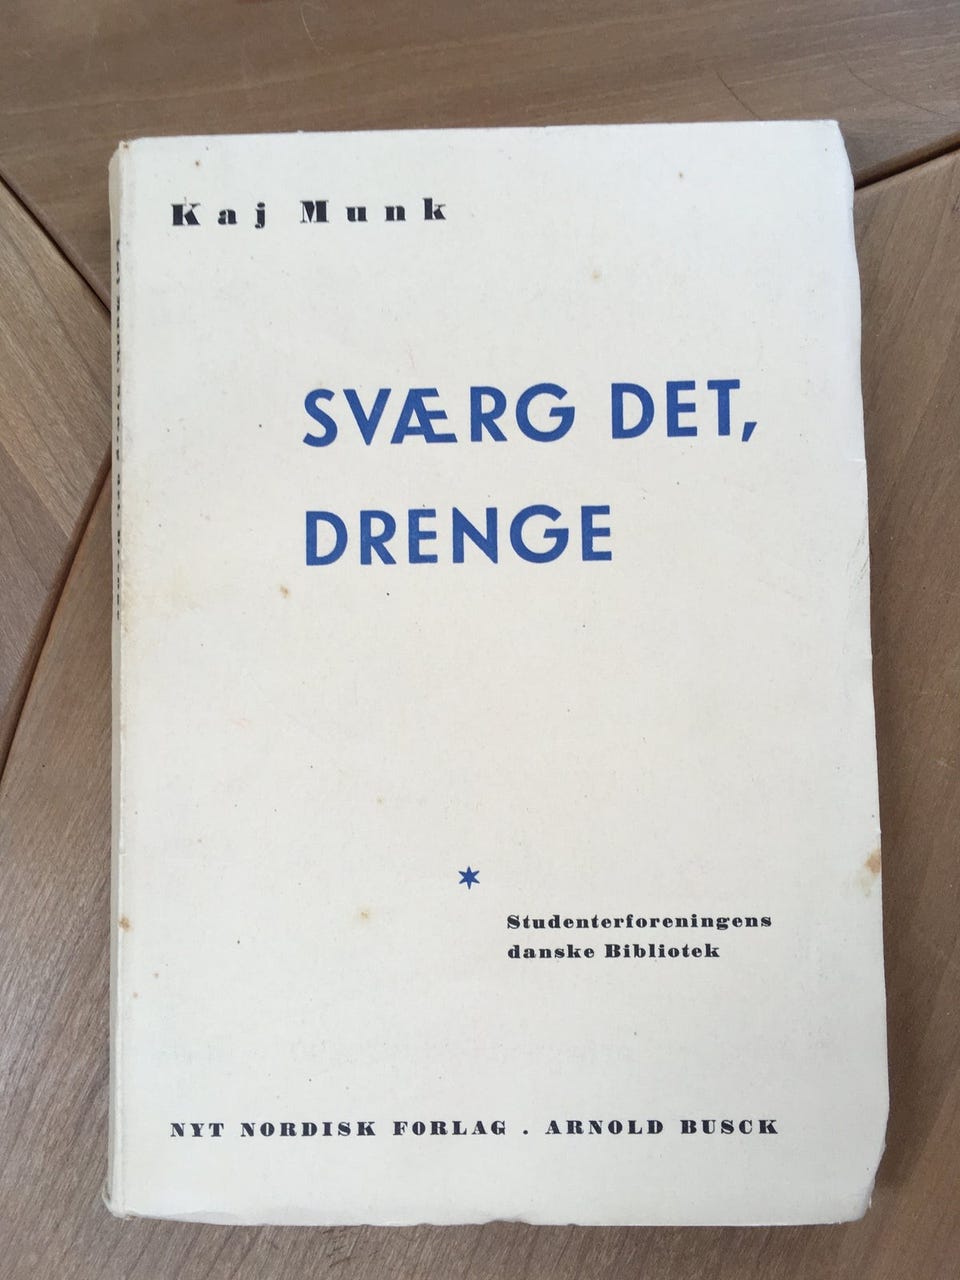 Kaj Munk
SVÆRG DET,
DRENGE
Studenterforeningens
danske Bibliotek
NYT NORDISK FORLAG . ARNOLD BUSCK